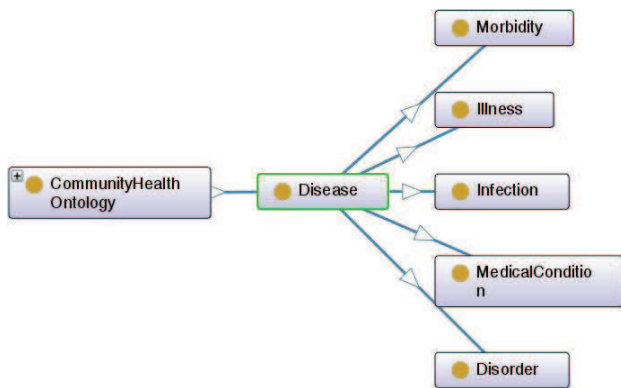 Morbidity
Illness
CommunityHealth
Ontology
Disease
Infection
MedicalConditio
n
Disorder